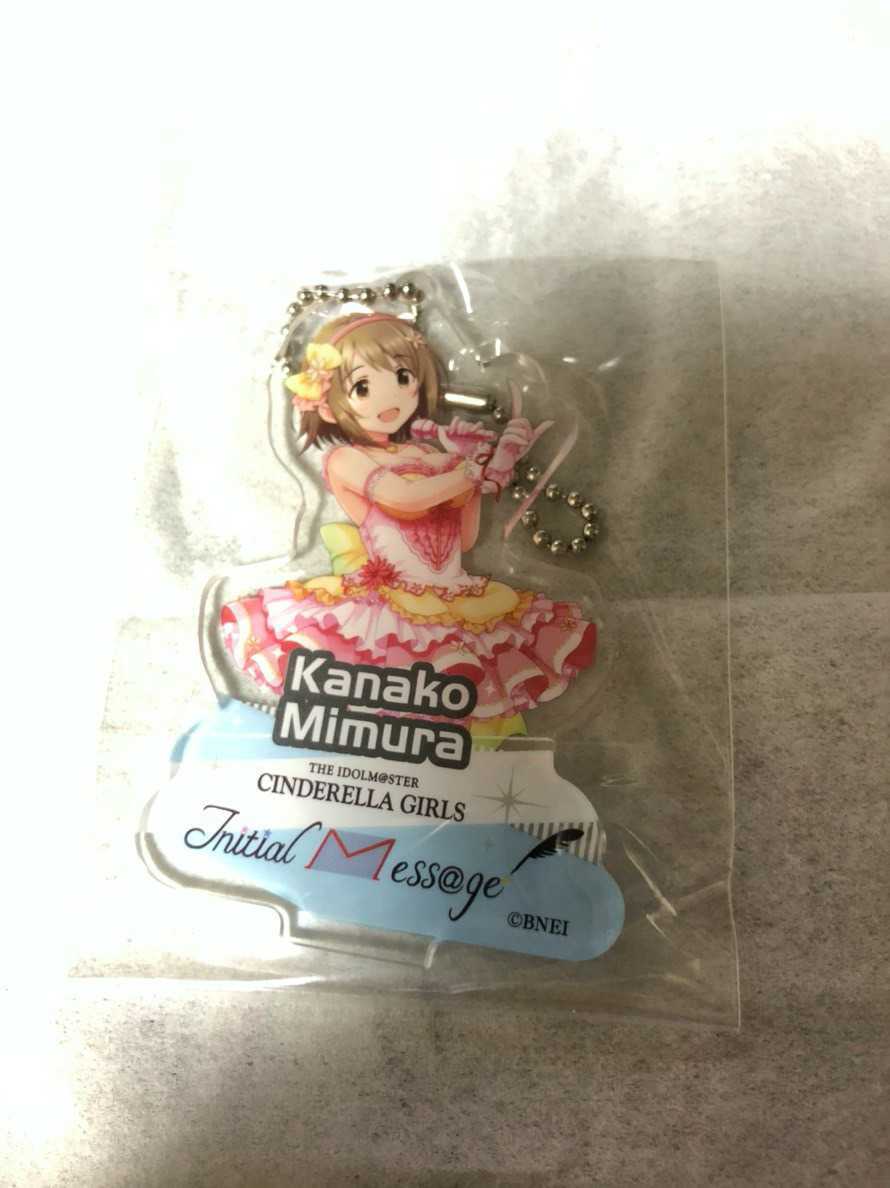 Kanako
Mimura
THE IDOLM@STER
CINDERELLA GIRLS
Initial Mess@ge
©BNEI